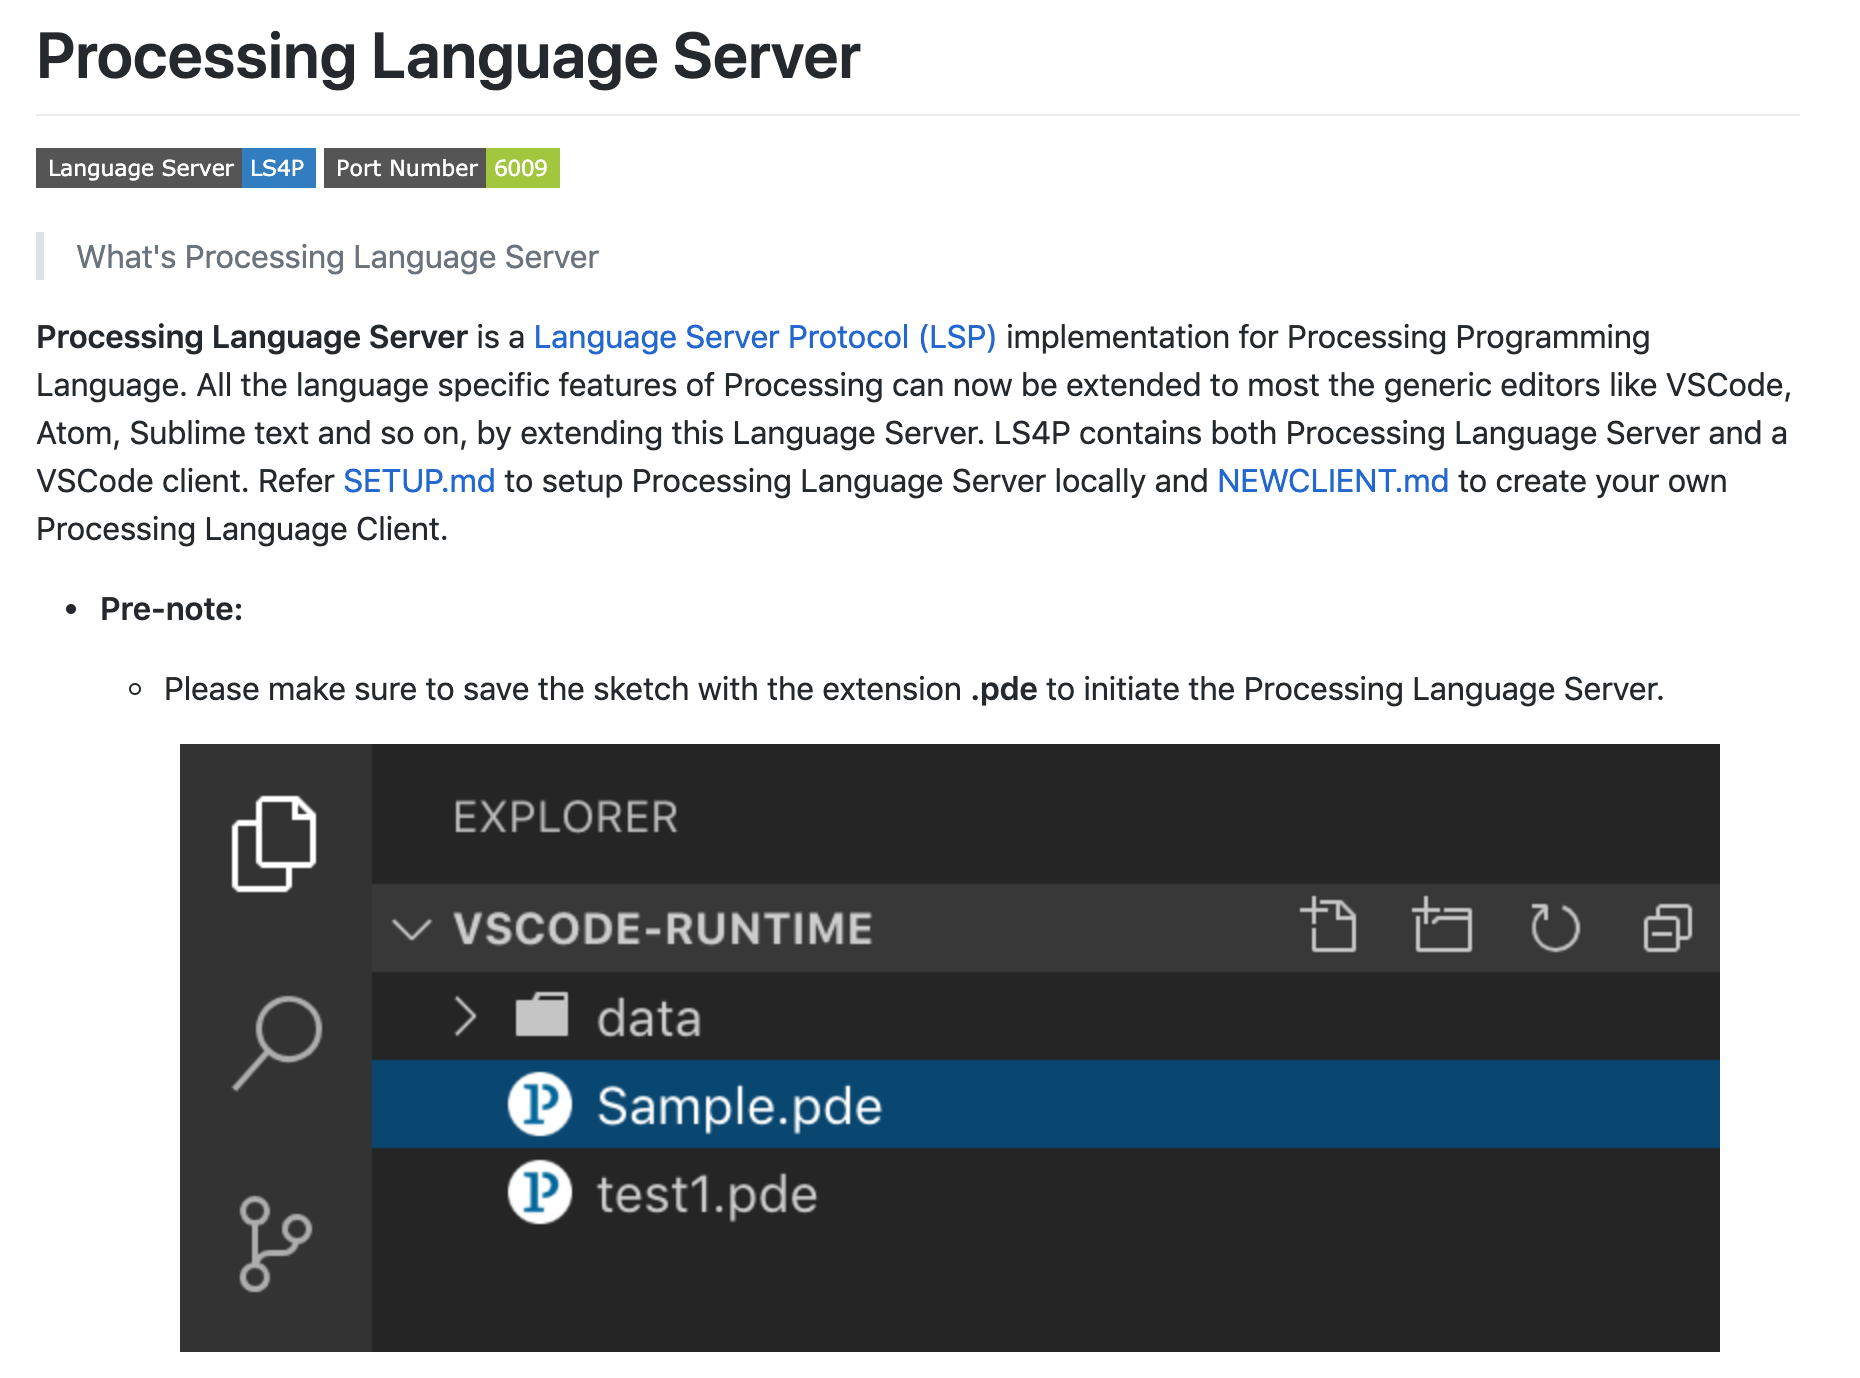 Processing Language Server
Language Server LS4P Port Number 6009
What's Processing Language Server
Processing Language Server is a Language Server Protocol (LSP) implementation for Processing Programming
Language. All the language specific features of Processing can now be extended to most the generic editors like VSCode,
Atom, Sublime text and so on, by extending this Language Server. LS4P contains both Processing Language Server and a
VSCode client. Refer SETUP.md to setup Processing Language Server locally and NEWCLIENT.md to create your own
Processing Language Client.
Pre-note:
Please make sure to save the sketch with the extension .pde to initiate the Processing Language Server.
EXPLORER
VSCODE-RUNTIME
data
P Sample.pde
P test1.pde